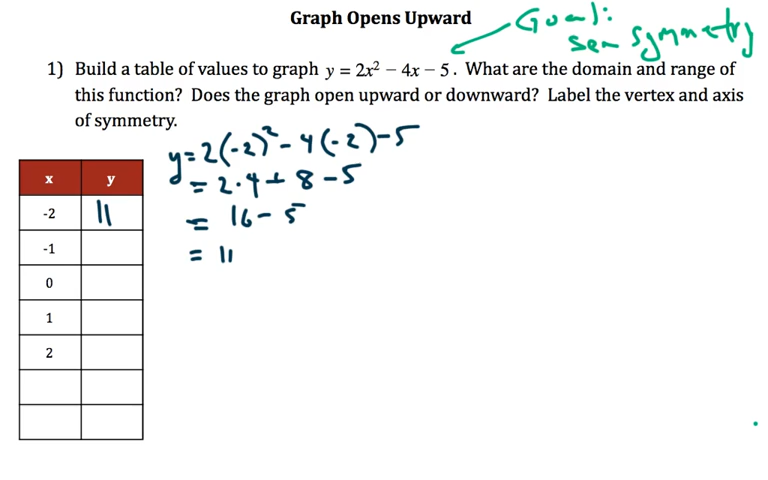 Graph Opens Upward
Goal:
see symmetry
1) Build a table of values to graph y = 2x² − 4x − 5 . What are the domain and range of
this function? Does the graph open upward or downward? Label the vertex and axis
of symmetry.
y=2(-2)²-4(-2)-5
= 2·4+8-5
= 16-5
= 11
x y
-2 11
-1
0
1
2